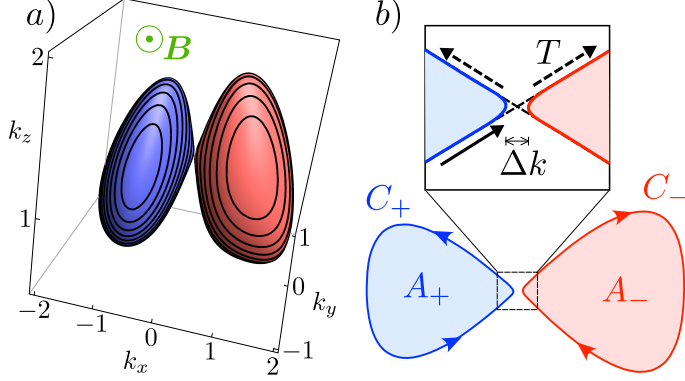 a)
B
2
k_z
1
-2
-1
0
1
2
k_x
1
0
-1
k_y
b)
T
Δk
C_+
C_-
A_+
A_-